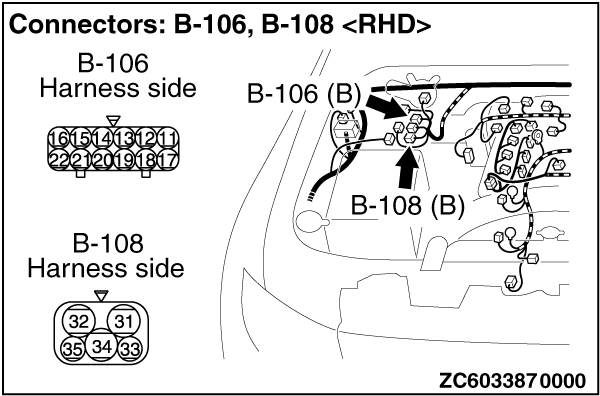 Connectors: B-106, B-108 <RHD>
B-106
Harness side
16 15 14 13 12 11
22 21 20 19 18 17
B-106 (B)
B-108 (B)
B-108
Harness side
32 31
35 34 33
ZC6033870000